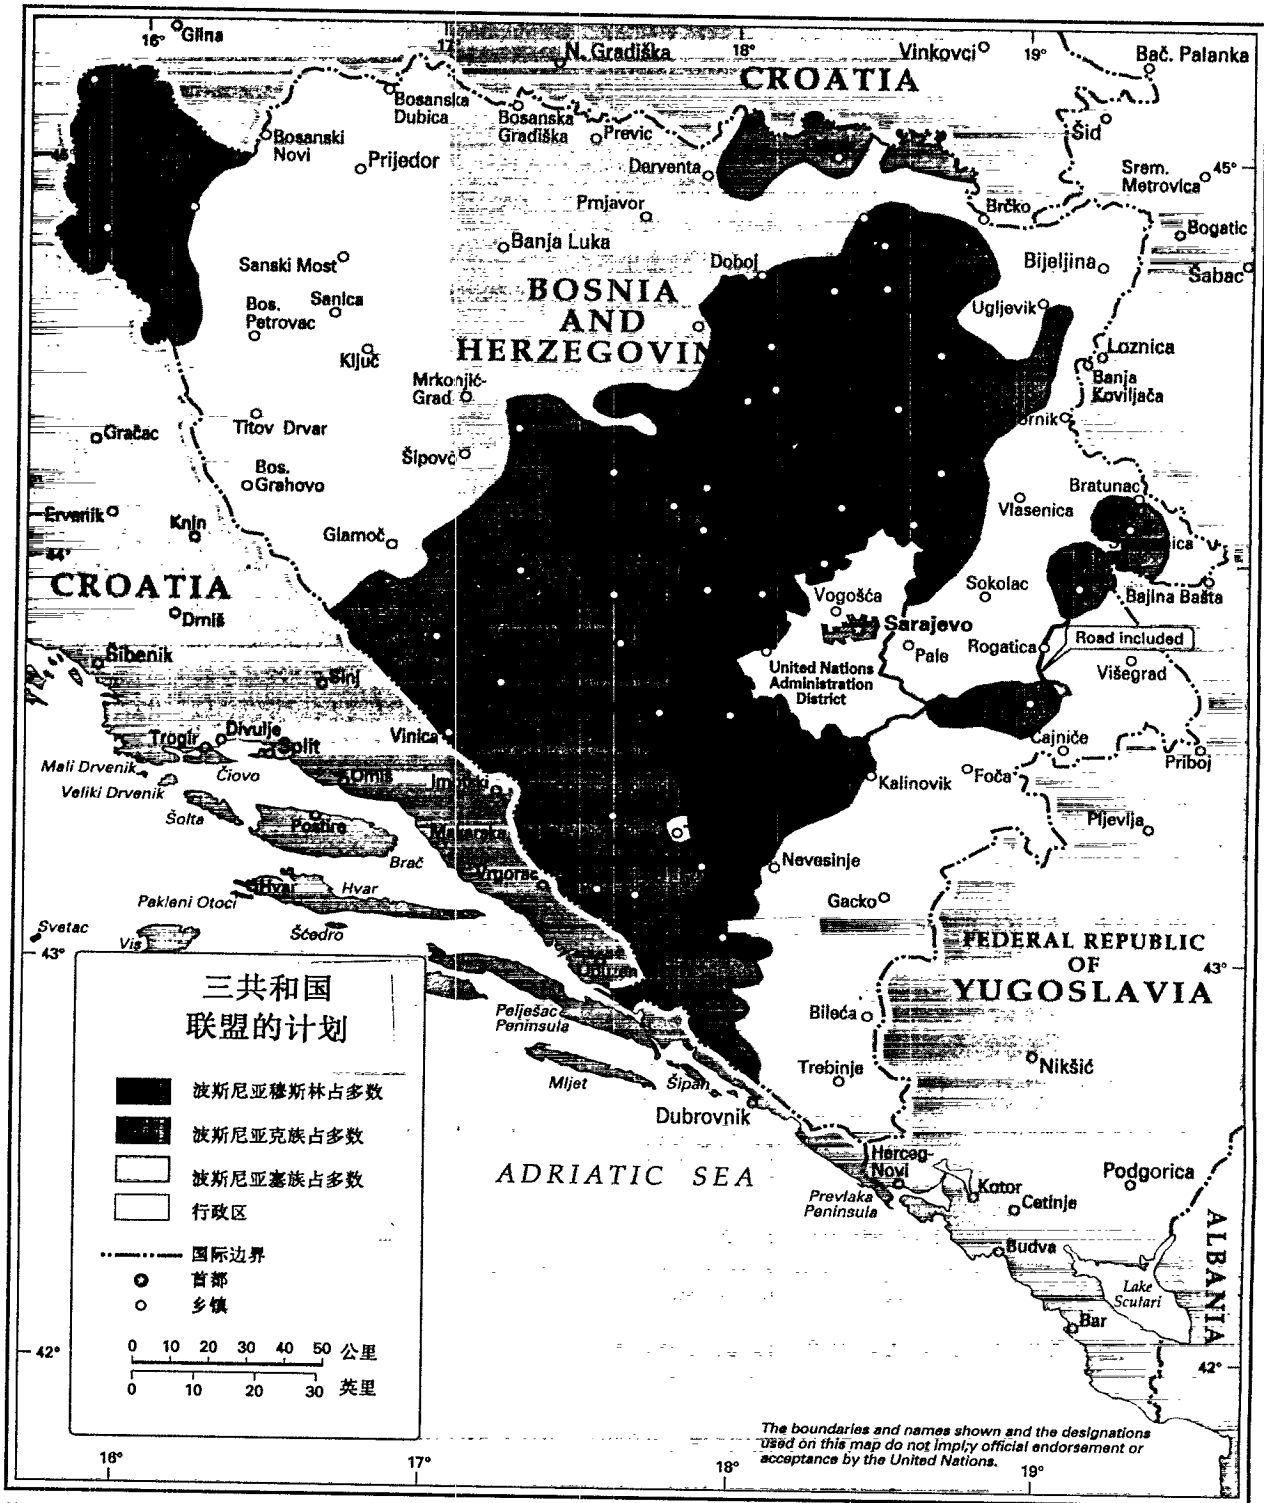 16°
Glina
17°
N. Gradiška
18°
Vinkovci
19°
Bač. Palanka
CROATIA
Bosanska
Dubica
Bosanska
Gradiška
Previc
Šid
Bosanski
Novi
Prijedor
Darventa
45°
Srem.
Metrovica
Prnjavor
Brčko
Bogatic
Banja Luka
Sanski Most
Doboj
Bijeljina
Šabac
Bos.
Petrovac
Sanica
BOSNIA
AND
HERZEGOVIN
Ugljevik
Ključ
Loznica
Banja
Koviljača
Mrkonjić-
Grad
Titov Drvar
Gračac
Šipovo
ornik
Bos.
Grahovo
Bratunac
Vlasenica
Ervenik
Knin
Glamoč
44°
CROATIA
Drniš
Vogošća
Sokolac
Bajina Bašta
Sarajevo
Pale
Rogatica
Road included
Šibenik
Sinj
United Nations
Administration
District
Višegrad
Trogir
Divulje
Split
Vinica
Čajniče
Priboj
Mali Drvenik
Čiovo
Omiš
Kalinovik
Foča
Veliki Drvenik
Šolta
Postire
Makarska
Pljevlja
Brač
Nevesinje
Vrgorac
Hvar
Hvar
Pakleni Otoci
Gacko
Svetac
Vis
Šćedro
43°
FEDERAL REPUBLIC
OF
YUGOSLAVIA
43°
三共和国
联盟的计划
Pelješac
Peninsula
Bileća
Nikšić
Mljet
Šipan
Trebinje
Dubrovnik
波斯尼亚穆斯林占多数
波斯尼亚克族占多数
波斯尼亚塞族占多数
行政区
国际边界
首都
乡镇
0 10 20 30 40 50 公里
0 10 20 30 英里
ADRIATIC SEA
Herceg-
Novi
Prevlaka
Peninsula
Kotor
Cetinje
Podgorica
Budva
ALBANIA
Lake
Scutari
Bar
42°
42°
The boundaries and names shown and the designations
used on this map do not imply official endorsement or
acceptance by the United Nations.
16°
17°
18°
19°